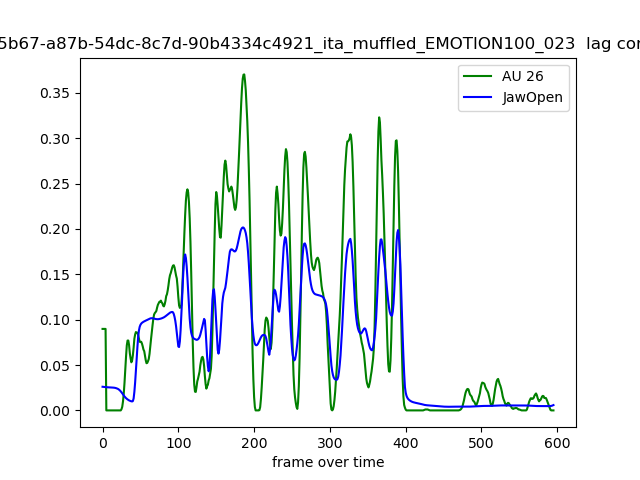 5b67-a87b-54dc-8c7d-90b4334c4921_ita_muffled_EMOTION100_023 lag cor
AU 26
JawOpen
0.35
0.30
0.25
0.20
0.15
0.10
0.05
0.00
0 100 200 300 400 500 600
frame over time